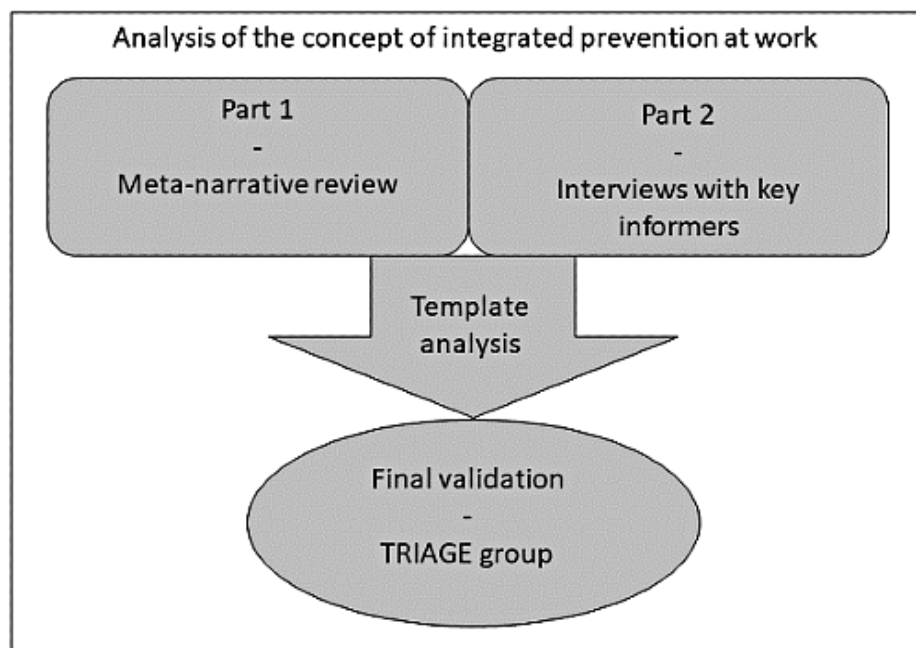 Analysis of the concept of integrated prevention at work
Part 1
-
Meta-narrative review
Part 2
-
Interviews with key
informers
Template
analysis
Final validation
-
TRIAGE group